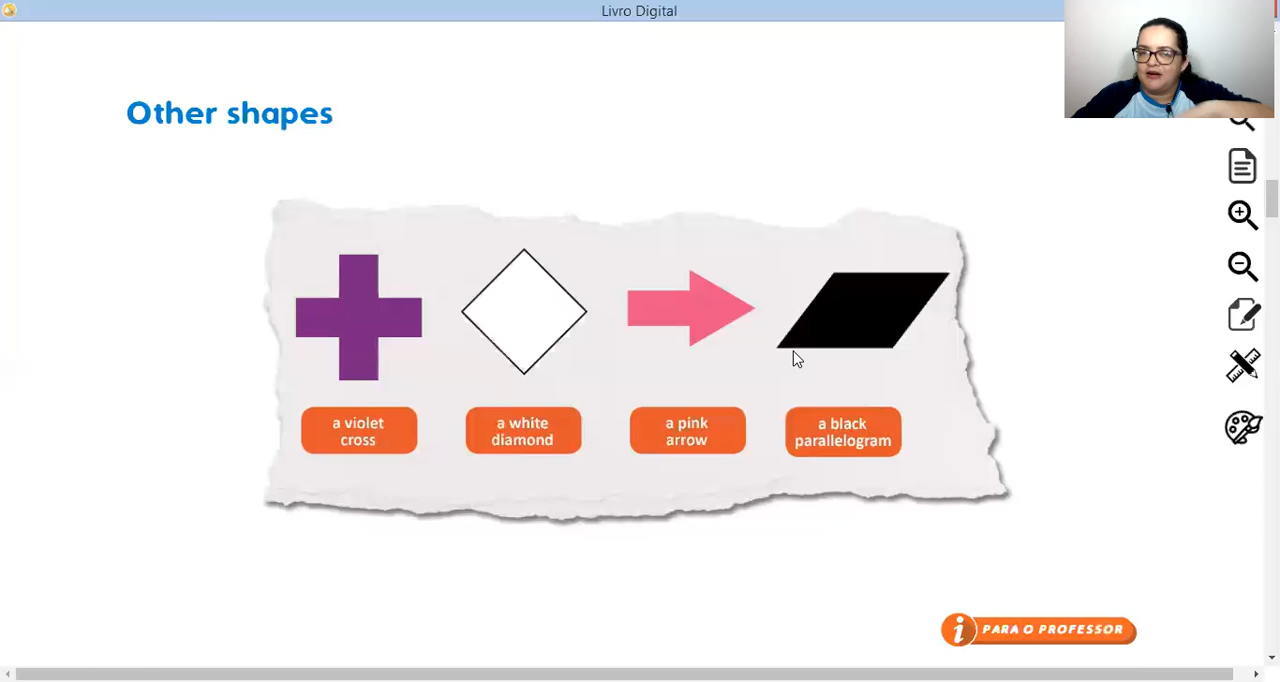 Livro Digital
Other shapes
a violet
cross
a white
diamond
a pink
arrow
a black
parallelogram
i PARA O PROFESSOR